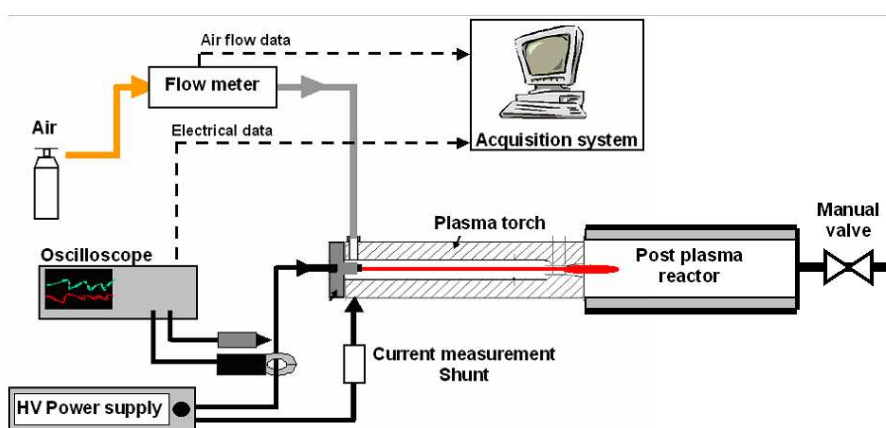 Air flow data
Flow meter
Air
Electrical data
Acquisition system
Plasma torch
Manual
valve
Oscilloscope
Post plasma
reactor
Current measurement
Shunt
HV Power supply